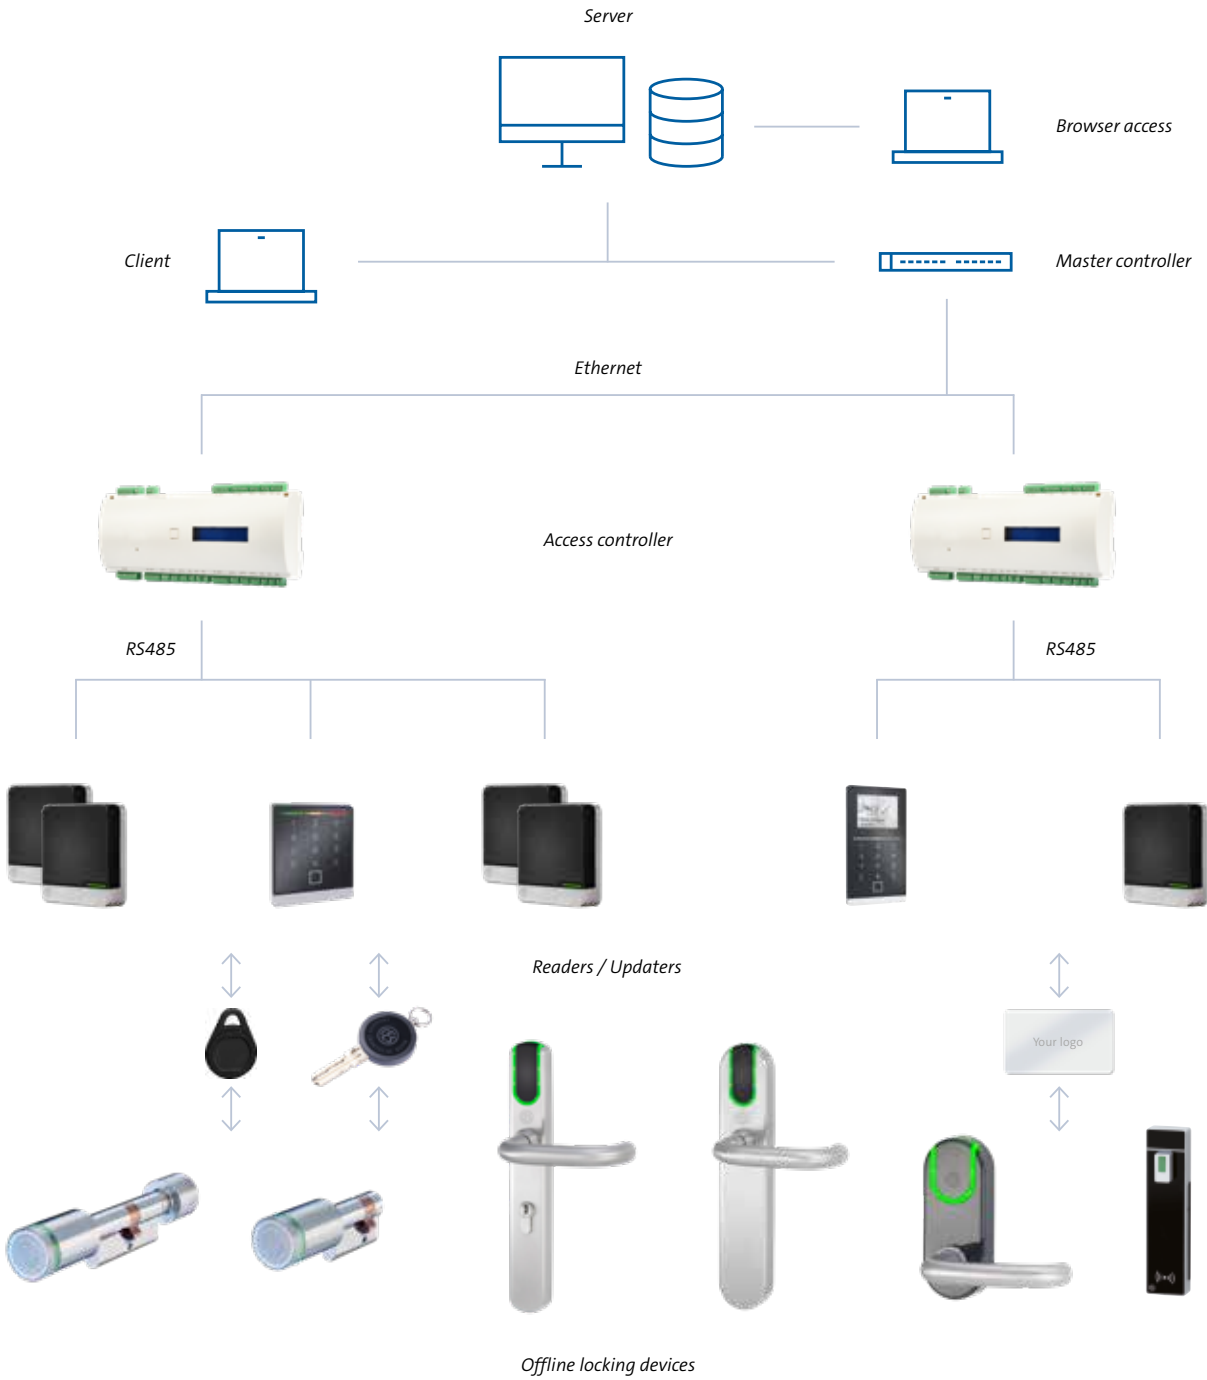 Server
Browser access
Client
Master controller
Ethernet
Access controller
RS485
RS485
Readers / Updaters
Your logo
Offline locking devices